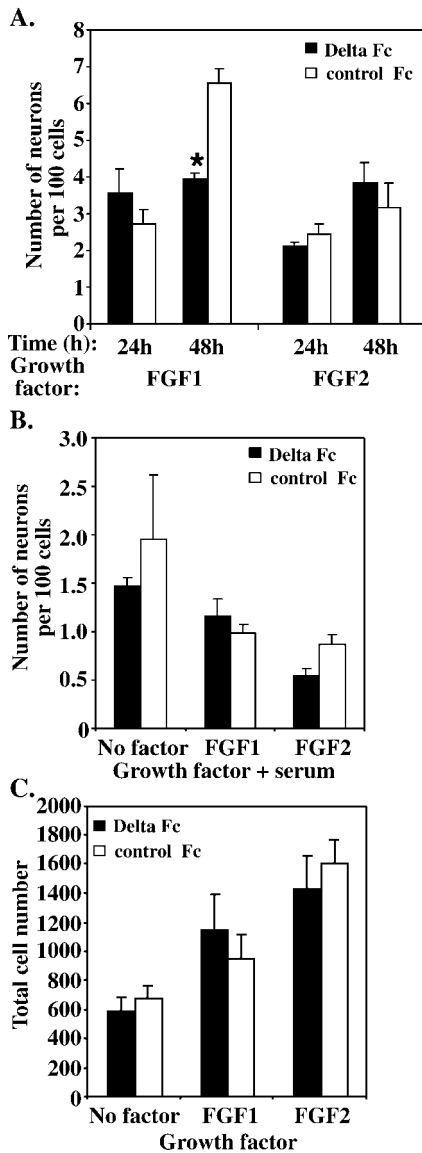 A.
Number of neurons
per 100 cells
8
7
6
5
4
3
2
1
0
Delta Fc
control Fc
*
Time (h): 24h 48h 24h 48h
Growth
factor: FGF1 FGF2
B.
Number of neurons
per 100 cells
3.0
2.5
2.0
1.5
1.0
0.5
0
Delta Fc
control Fc
No factor FGF1 FGF2
Growth factor + serum
C.
Total cell number
2000
1800
1600
1400
1200
1000
800
600
400
200
0
Delta Fc
control Fc
No factor FGF1 FGF2
Growth factor